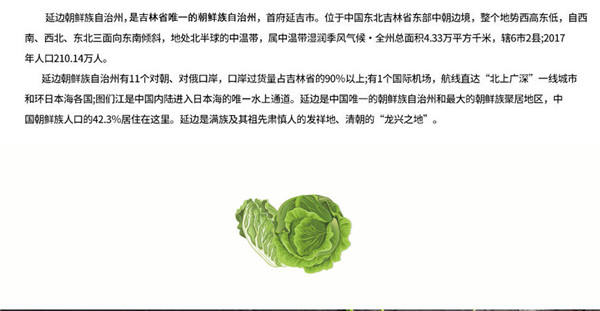 延边朝鲜族自治州，是吉林省唯一的朝鲜族自治州，首府延吉市。位于中国东北吉林省东部中朝边境，整个地势西高东低，自西
南、西北、东北三面向东南倾斜，地处北半球的中温带，属中温带湿润季风气候·全州总面积4.33万平方千米，辖6市2县;2017
年人口210.14万人。
延边朝鲜族自治州有11个对朝、对俄口岸，口岸过货量占吉林省的90%以上;有1个国际机场，航线直达“北上广深”一线城市
和环日本海各国;图们江是中国内陆进入日本海的唯一水上通道。延边是中国唯一的朝鲜族自治州和最大的朝鲜族聚居地区，中
国朝鲜族人口的42.3%居住在这里。延边是满族及其祖先肃慎人的发祥地、清朝的“龙兴之地”。